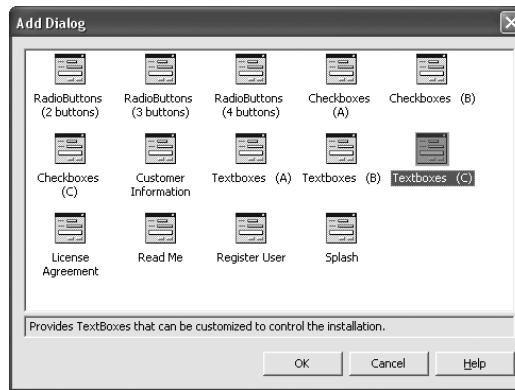 Add Dialog
RadioButtons
(2 buttons)
RadioButtons
(3 buttons)
RadioButtons
(4 buttons)
Checkboxes
(A)
Checkboxes (B)
Checkboxes
(C)
Customer
Information
Textboxes (A)
Textboxes (B)
Textboxes (C)
License
Agreement
Read Me
Register User
Splash
Provides TextBoxes that can be customized to control the installation.
OK
Cancel
Help